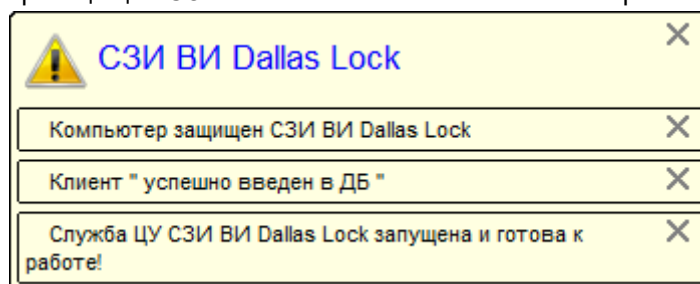 СЗИ ВИ Dallas Lock
Компьютер защищен СЗИ ВИ Dallas Lock
Клиент " успешно введен в ДБ "
Служба ЦУ СЗИ ВИ Dallas Lock запущена и готова к
работе!